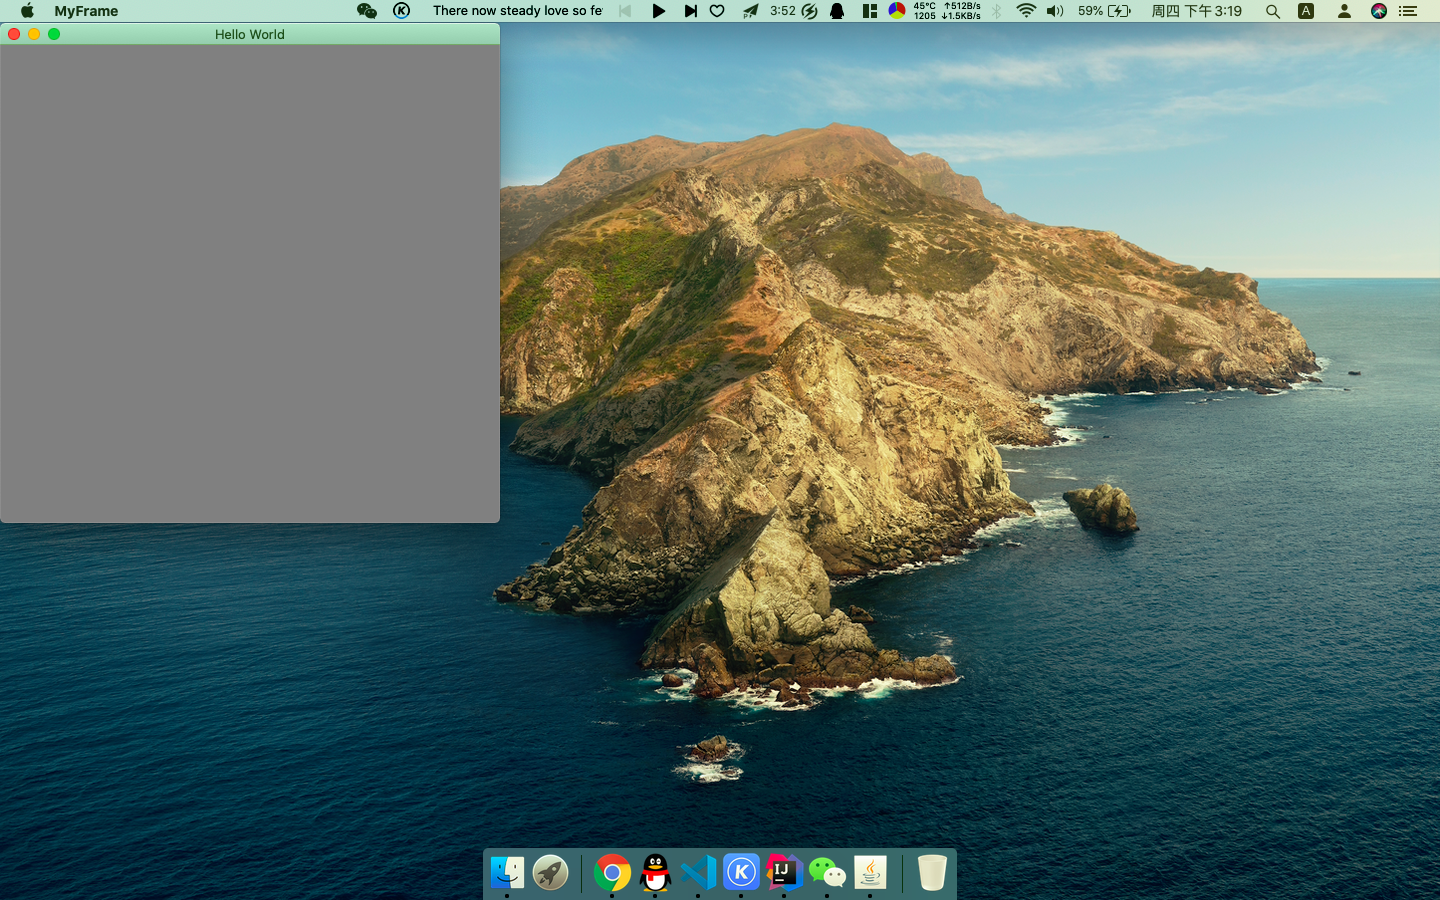 MyFrame
There now steady love so fe
3:52
45°C ↑512B/s
1205 ↓1.5KB/s
59%
周四 下午3:19
A
Hello World
IJ